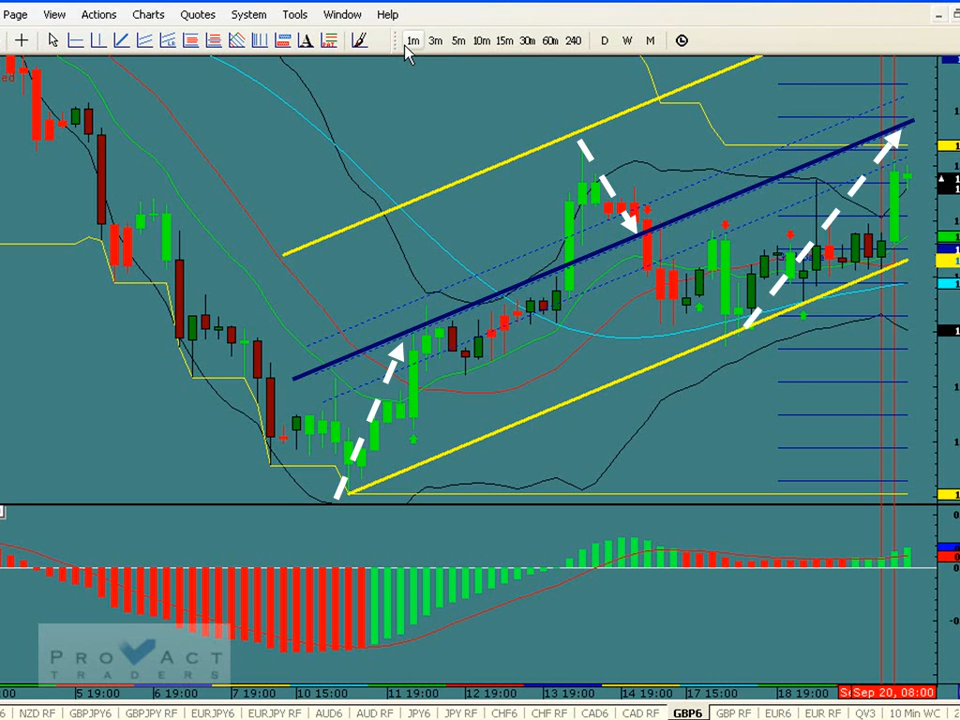 Page View Actions Charts Quotes System Tools Window Help
1m 3m 5m 10m 15m 30m 60m 240 D W M
ed
PROACT
TRADERS
5 19:00 6 19:00 7 19:00 10 15:00 11 19:00 12 19:00 13 19:00 14 19:00 17 15:00 18 19:00 Sep 20, 08:00
NZD RF GBPJPY6 GBPJPY RF EURJPY6 EURJPY RF AUD6 AUD RF JPY6 JPY RF CHF6 CHF RF CAD6 CAD RF GBP6 GBP RF EUR6 EUR RF QV3 10 Min WC